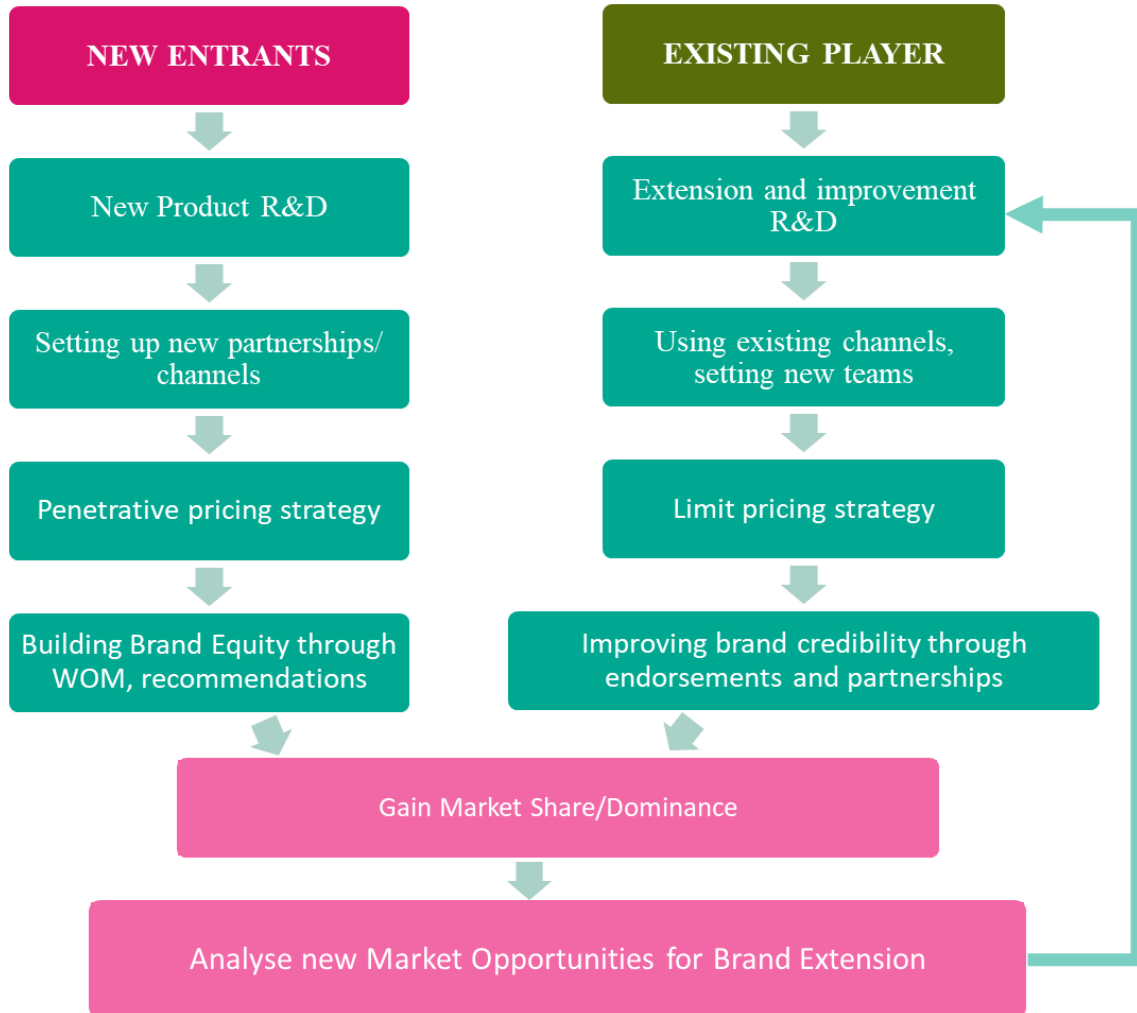 NEW ENTRANTS
New Product R&D
Setting up new partnerships/
channels
Penetrative pricing strategy
Building Brand Equity through
WOM, recommendations
EXISTING PLAYER
Extension and improvement
R&D
Using existing channels,
setting new teams
Limit pricing strategy
Improving brand credibility through
endorsements and partnerships
Gain Market Share/Dominance
Analyse new Market Opportunities for Brand Extension